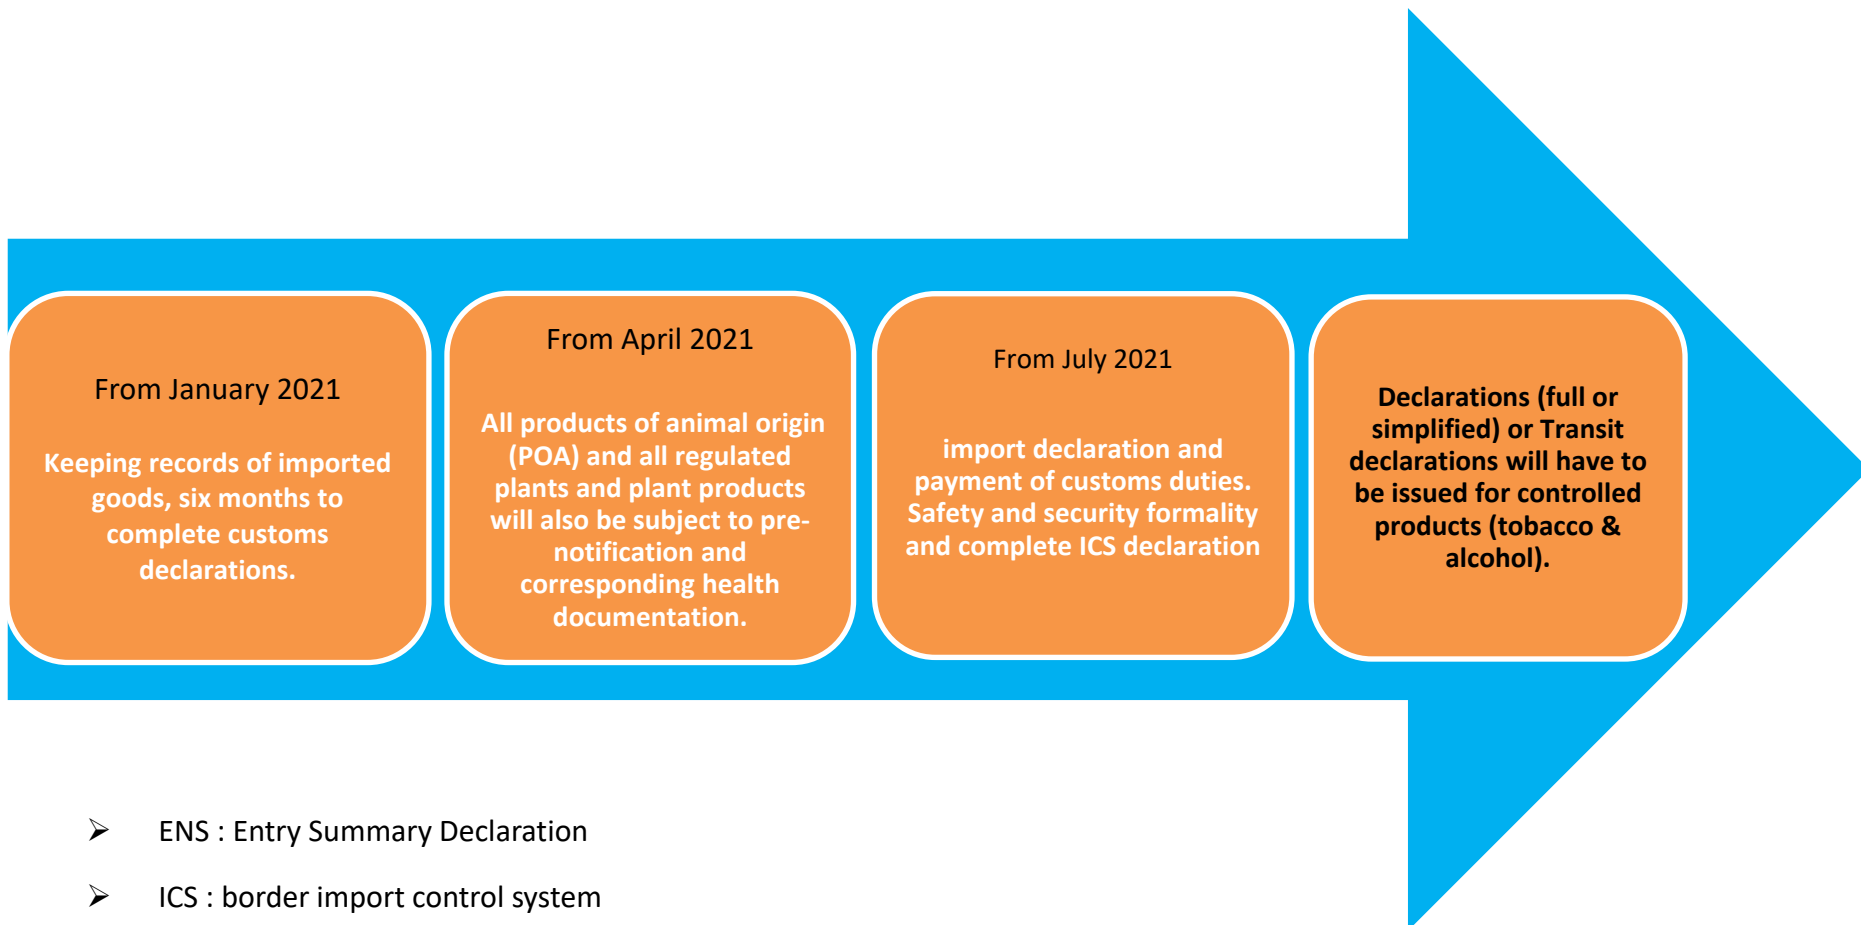 From January 2021
Keeping records of imported
goods, six months to
complete customs
declarations.
From April 2021
All products of animal origin
(POA) and all regulated
plants and plant products
will also be subject to pre-
notification and
corresponding health
documentation.
From July 2021
import declaration and
payment of customs duties.
Safety and security formality
and complete ICS declaration
Declarations (full or
simplified) or Transit
declarations will have to
be issued for controlled
products (tobacco &
alcohol).
➢ ENS : Entry Summary Declaration
➢ ICS : border import control system